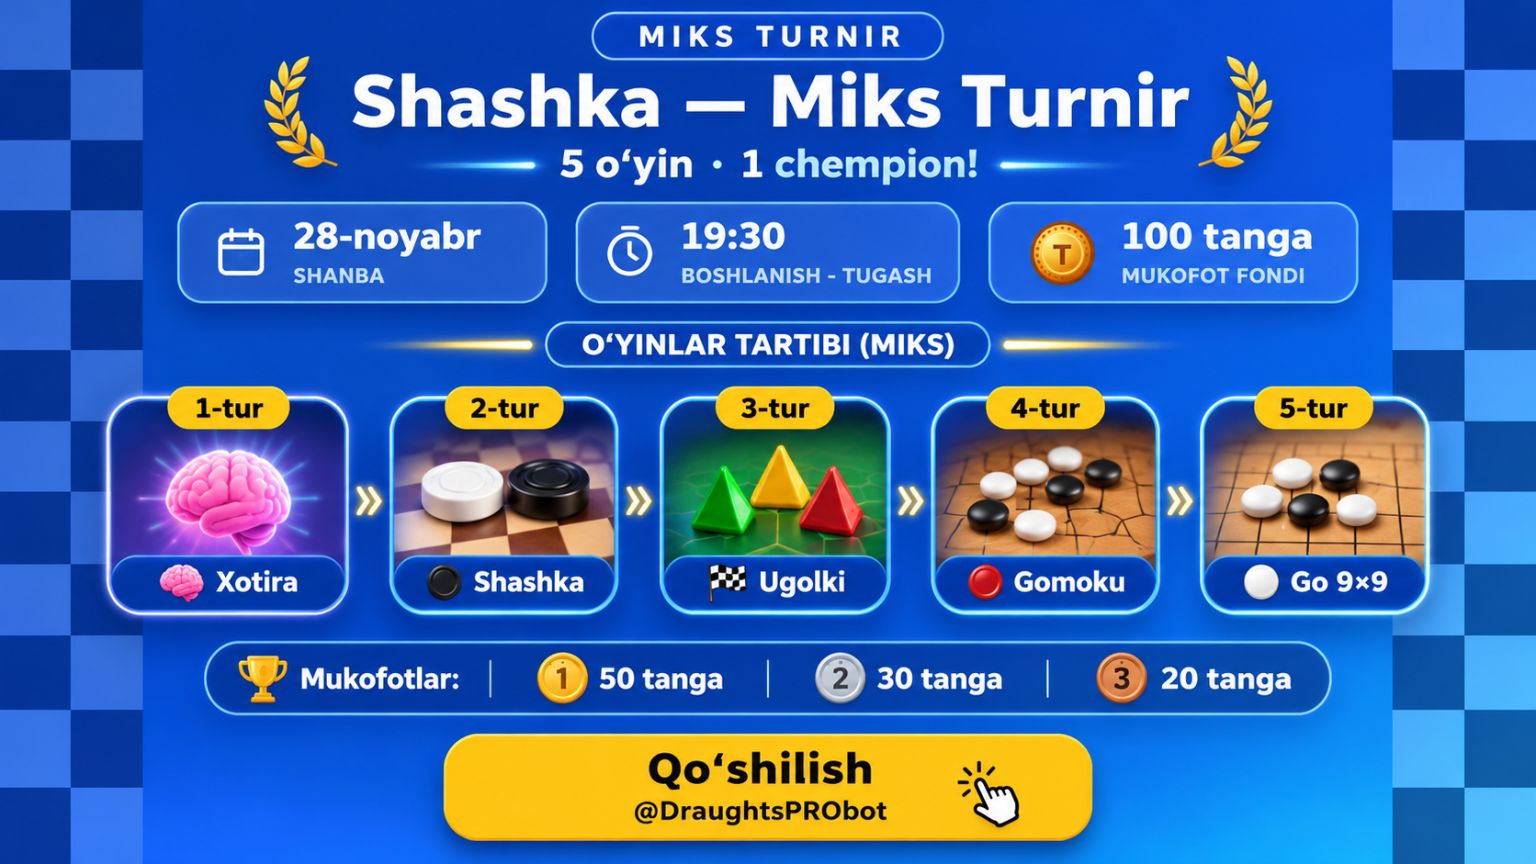 MIKS TURNIR
Shashka — Miks Turnir
5 o‘yin · 1 chempion!
28-noyabr
SHANBA
19:30
BOSHLANISH - TUGASH
T
100 tanga
MUKOFOT FONDI
O‘YINLAR TARTIBI (MIKS)
1-tur
2-tur
3-tur
4-tur
5-tur
Xotira
Shashka
Ugolki
Gomoku
Go 9×9
Mukofotlar:
1 50 tanga
2 30 tanga
3 20 tanga
Qo‘shilish
@DraughtsPRObot